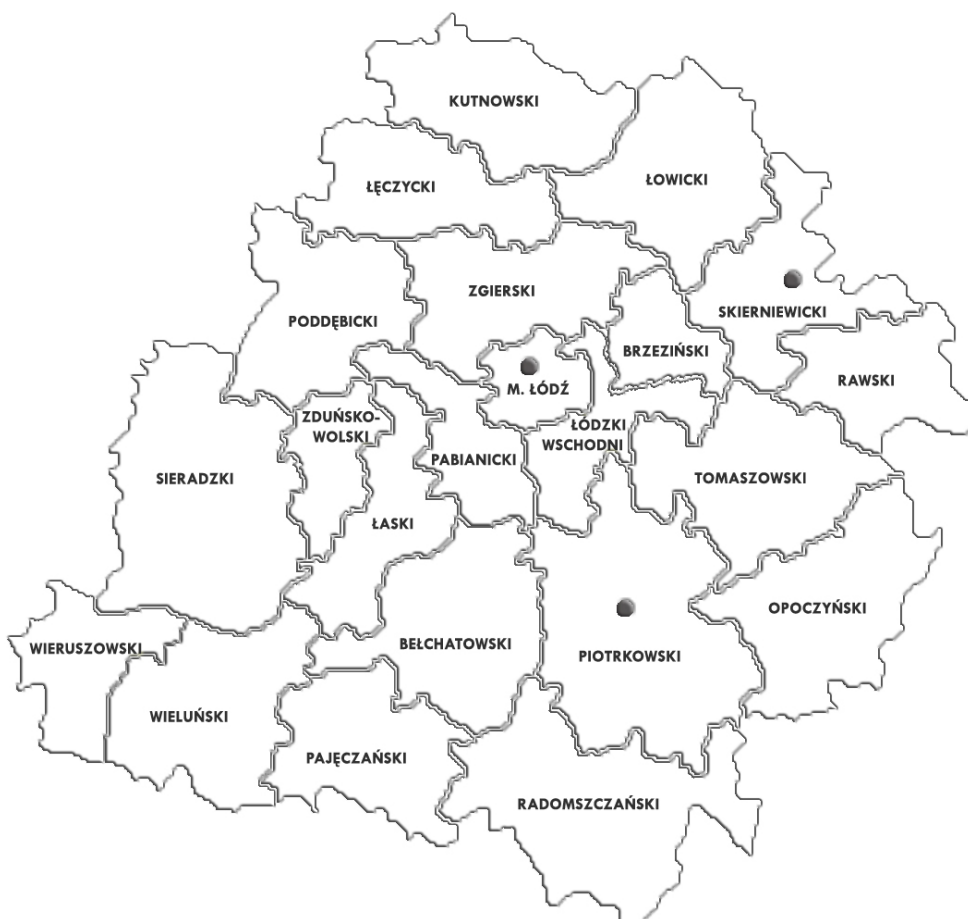 KUTNOWSKI
ŁĘCZYCKI
ŁOWICKI
ZGIERSKI
SKIERNIEWICKI
PODDĘBICKI
BRZEZIŃSKI
RAWSKI
M. ŁÓDŹ
ZDUŃSKO-
WOLSKI
ŁÓDZKI
WSCHODNI
PABIANICKI
SIERADZKI
TOMASZOWSKI
ŁASKI
OPOCZYŃSKI
WIERUSZOWSKI
BEŁCHATOWSKI
PIOTRKOWSKI
WIELUŃSKI
PAJĘCZAŃSKI
RADOMSZCZAŃSKI